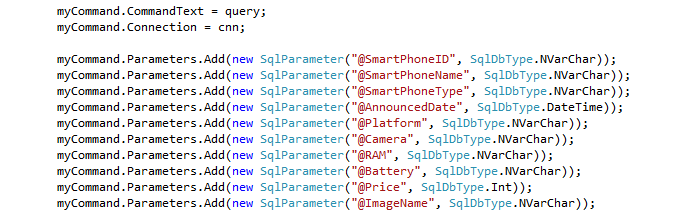 myCommand.CommandText = query;
myCommand.Connection = cnn;
myCommand.Parameters.Add(new SqlParameter("@SmartPhoneID", SqlDbType.NVarChar));
myCommand.Parameters.Add(new SqlParameter("@SmartPhoneName", SqlDbType.NVarChar));
myCommand.Parameters.Add(new SqlParameter("@SmartPhoneType", SqlDbType.NVarChar));
myCommand.Parameters.Add(new SqlParameter("@AnnouncedDate", SqlDbType.DateTime));
myCommand.Parameters.Add(new SqlParameter("@Platform", SqlDbType.NVarChar));
myCommand.Parameters.Add(new SqlParameter("@Camera", SqlDbType.NVarChar));
myCommand.Parameters.Add(new SqlParameter("@RAM", SqlDbType.NVarChar));
myCommand.Parameters.Add(new SqlParameter("@Battery", SqlDbType.NVarChar));
myCommand.Parameters.Add(new SqlParameter("@Price", SqlDbType.Int));
myCommand.Parameters.Add(new SqlParameter("@ImageName", SqlDbType.NVarChar));